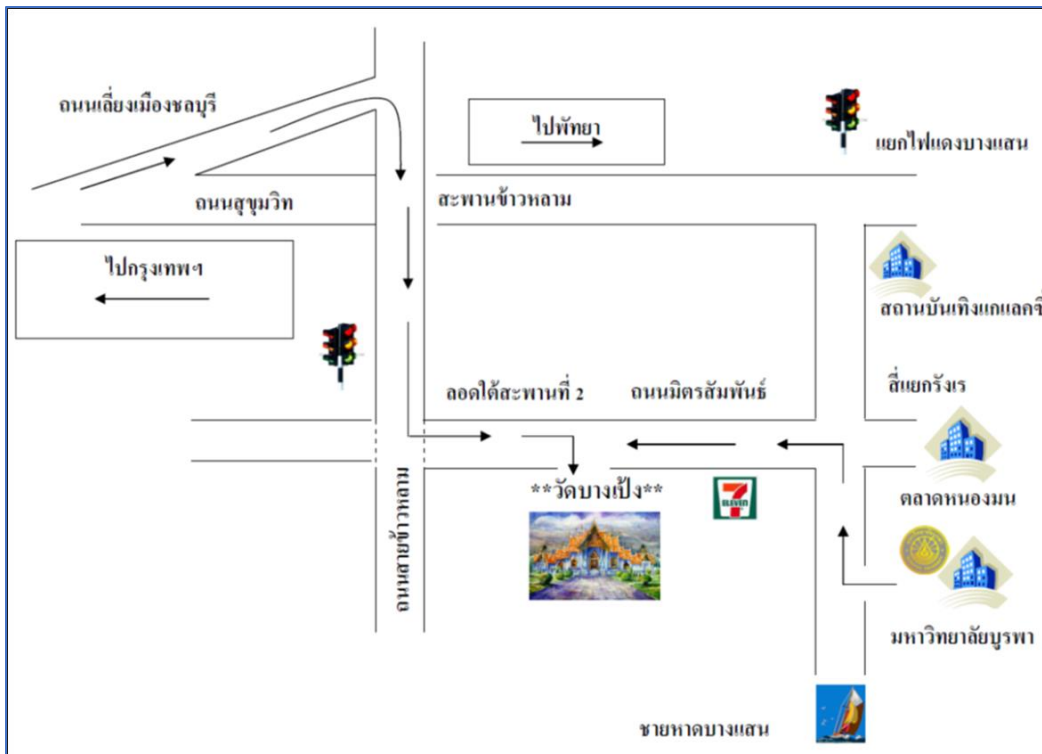 ถนนเลี่ยงเมืองชลบุรี
ไปพัทยา
แยกไฟแดงบางแสน
ถนนสุขุมวิท
สะพานข้าวหลาม
ไปกรุงเทพฯ
สถานบันเทิงแกแลคซี่
ลอดใต้สะพานที่ 2
ถนนมิตรสัมพันธ์
สี่แยกรังเร
**วัดบางเป้ง**
7
ELEVEN
ตลาดหนองมน
ถนนข้าวหลาม
มหาวิทยาลัยบูรพา
ชายหาดบางแสน